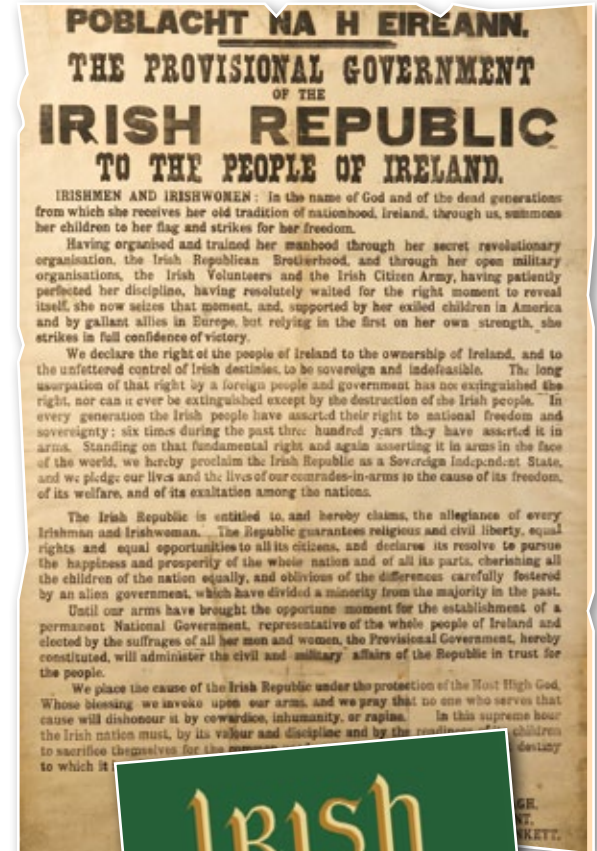 POBLACHT NA H EIREANN.
THE PROVISIONAL GOVERNMENT
OF THE
IRISH REPUBLIC
TO THE PEOPLE OF IRELAND.
IRISHMEN AND IRISHWOMEN: In the name of God and of the dead generations
from which she receives her old tradition of nationhood, Ireland, through us, summons
her children to her flag and strikes for her freedom.
Having organised and trained her manhood through her secret revolutionary
organisation, the Irish Republican Brotherhood, and through her open military
organisations, the Irish Volunteers and the Irish Citizen Army, having patiently
perfected her discipline, having resolutely waited for the right moment to reveal
itself, she now seizes that moment, and, supported by her exiled children in America
and by gallant allies in Europe, but relying in the first on her own strength, she
strikes in full confidence of victory.
We declare the right of the people of Ireland to the ownership of Ireland, and to
the unfettered control of Irish destinies, to be sovereign and indefeasible. The long
usurpation of that right by a foreign people and government has not extinguished the
right, nor can it ever be extinguished except by the destruction of the Irish people. In
every generation the Irish people have asserted their right to national freedom and
sovereignty; six times during the past three hundred years they have asserted it in
arms. Standing on that fundamental right and again asserting it in arms in the face
of the world, we hereby proclaim the Irish Republic as a Sovereign Independent State,
and we pledge our lives and the lives of our comrades-in-arms to the cause of its freedom,
of its welfare, and of its exaltation among the nations.
The Irish Republic is entitled to, and hereby claims, the allegiance of every
Irishman and Irishwoman. The Republic guarantees religious and civil liberty, equal
rights and equal opportunities to all its citizens, and declares its resolve to pursue
the happiness and prosperity of the whole nation and of all its parts, cherishing all
the children of the nation equally, and oblivious of the differences carefully fostered
by an alien government, which have divided a minority from the majority in the past.
Until our arms have brought the opportune moment for the establishment of a
permanent National Government, representative of the whole people of Ireland and
elected by the suffrages of all her men and women, the Provisional Government, hereby
constituted, will administer the civil and military affairs of the Republic in trust for
the people.
We place the cause of the Irish Republic under the protection of the Most High God,
Whose blessing we invoke upon our arms, and we pray that no one who serves that
cause will dishonour it by cowardice, inhumanity, or rapine. In this supreme hour
the Irish nation must, by its valour and discipline and by the readiness of its children
to sacrifice themselves for the destiny
to which it
GH.
NT.
NKETT.
IRISH